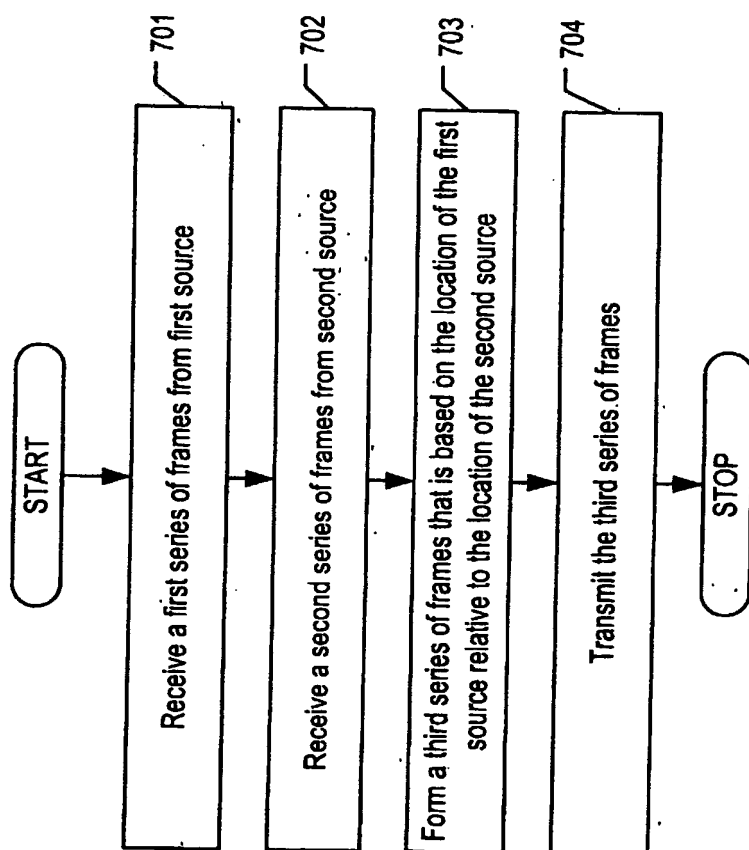 START
Receive a first series of frames from first source
701
Receive a second series of frames from second source
702
Form a third series of frames that is based on the location of the first
source relative to the location of the second source
703
Transmit the third series of frames
704
STOP